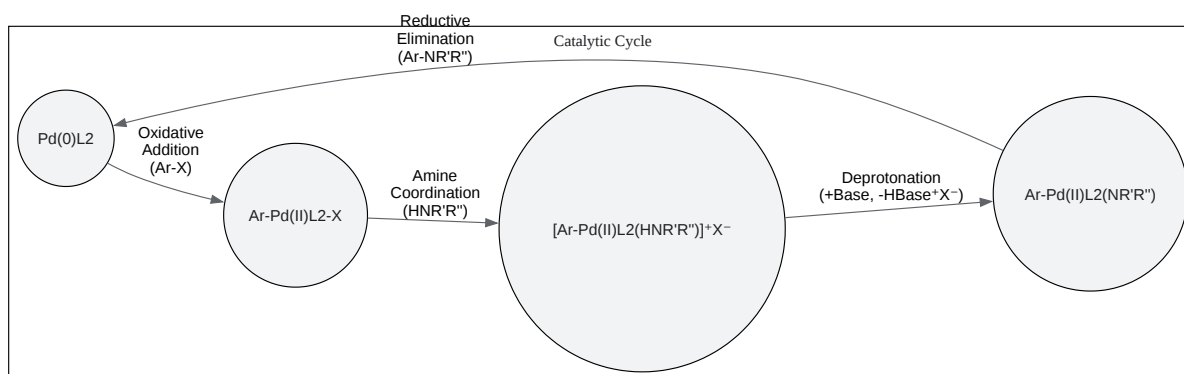 Reductive
Elimination
(Ar-NR'R")
Catalytic Cycle
Pd(0)L2
Oxidative
Addition
(Ar-X)
Ar-Pd(II)L2-X
Amine
Coordination
(HNR'R")
[Ar-Pd(II)L2(HNR'R")]⁺X⁻
Deprotonation
(+Base, -HBase⁺X⁻)
Ar-Pd(II)L2(NR'R")